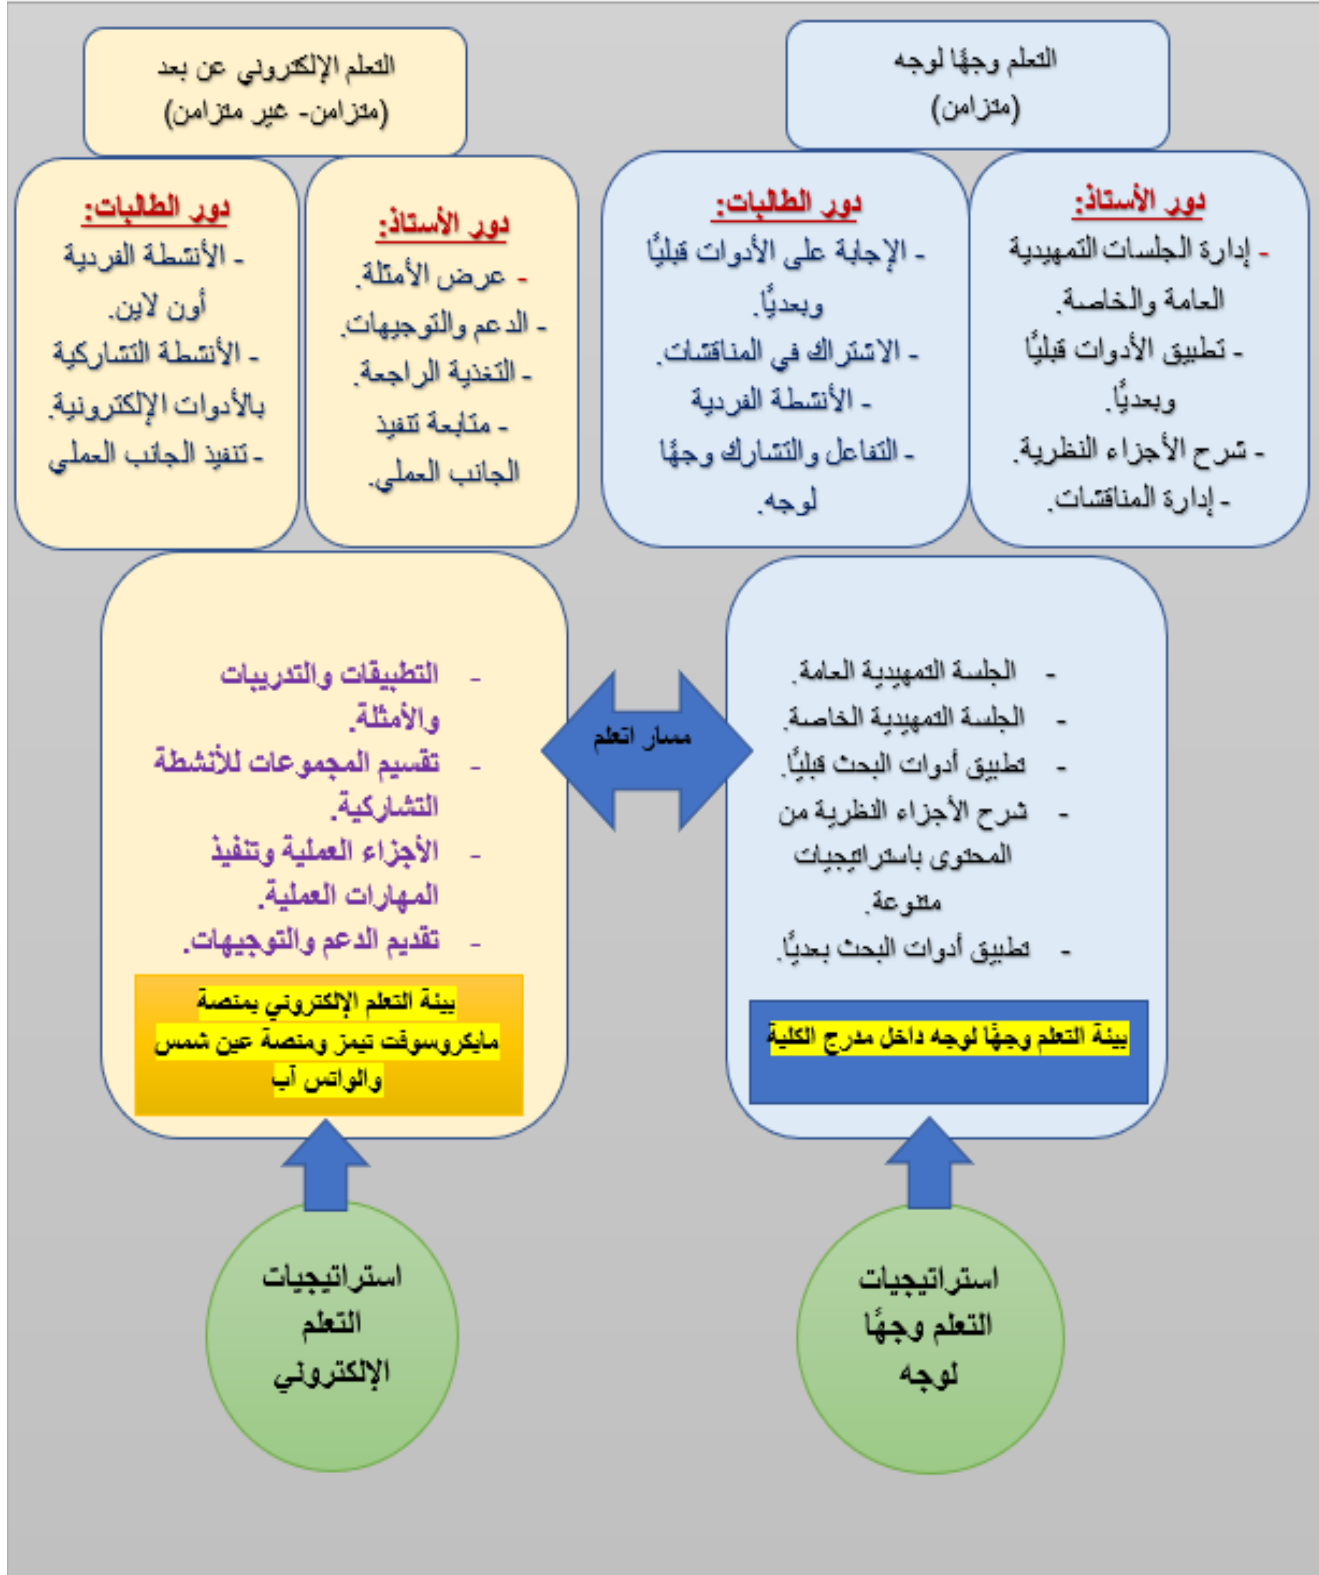 التعلم وجهًا لوجه
(متزامن)
دور الأستاذ:
- إدارة الجلسات التمهيدية
العامة والخاصة.
- تطبيق الأدوات قبليًا
وبعديًا.
- شرح الأجزاء النظرية.
- إدارة المناقشات.
دور الطالبات:
- الإجابة على الأدوات قبليًا
وبعديًا.
- الاشتراك في المناقشات.
- الأنشطة الفردية
- التفاعل والتشارك وجهًا
لوجه.
التعلم الإلكتروني عن بعد
(متزامن- غير متزامن)
دور الأستاذ:
- عرض الأمثلة.
- الدعم والتوجيهات.
- التغذية الراجعة.
- متابعة تنفيذ
الجانب العملي.
دور الطالبات:
- الأنشطة الفردية
أون لاين.
- الأنشطة التشاركية
بالأدوات الإلكترونية.
- تنفيذ الجانب العملي
- الجلسة التمهيدية العامة.
- الجلسة التمهيدية الخاصة.
- تطبيق أدوات البحث قبليًا.
- شرح الأجزاء النظرية من
المحتوى باستراتيجيات
متنوعة.
- تطبيق أدوات البحث بعديًا.
بيئة التعلم وجهًا لوجه داخل مدرج الكلية
مسار اتعلم
- التطبيقات والتدريبات
والأمثلة.
- تقسيم المجموعات للأنشطة
التشاركية.
- الأجزاء العملية وتنفيذ
المهارات العملية.
- تقديم الدعم والتوجيهات.
بيئة التعلم الإلكتروني بمنصة
مايكروسوفت تيمز ومنصة عين شمس
والواتس آب
استراتيجيات
التعلم وجهًا
لوجه
استراتيجيات
التعلم
الإلكتروني